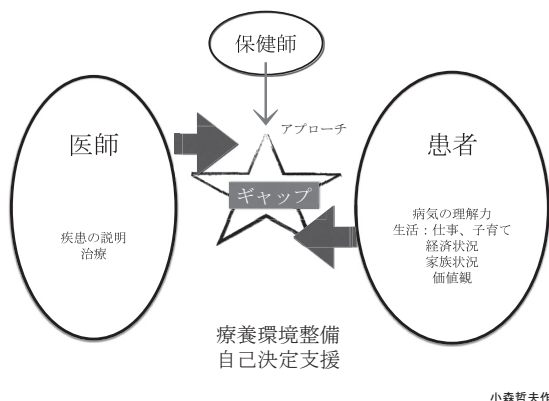 保健師
アプローチ
医師
疾患の説明
治療
ギャップ
患者
病気の理解力
生活：仕事、子育て
経済状況
家族状況
価値観
療養環境整備
自己決定支援
小森哲夫作